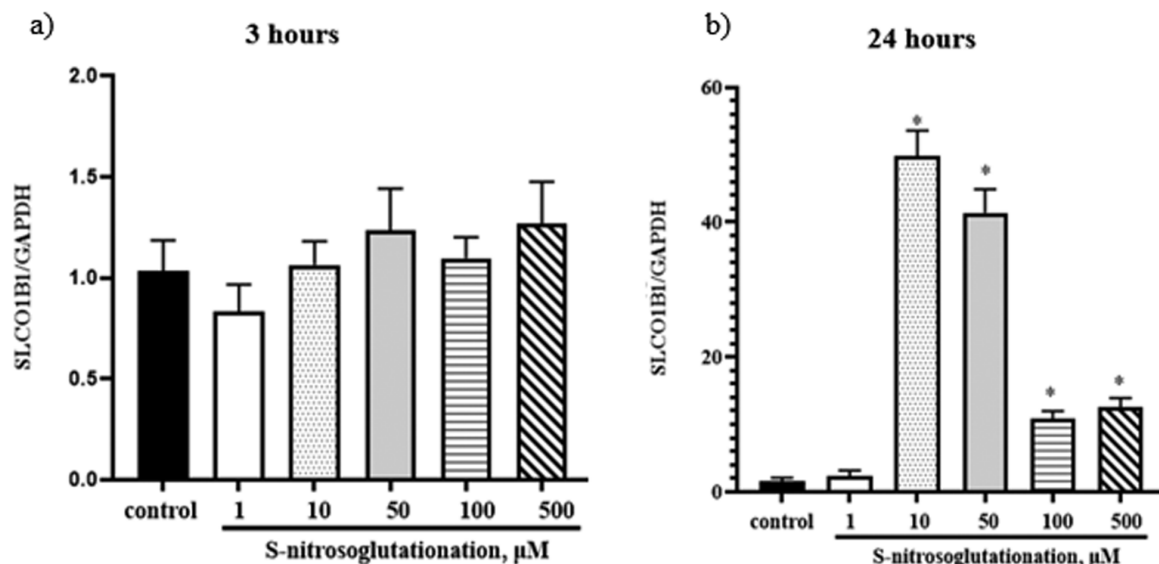 a)
3 hours
SLCO1B1/GAPDH
2.0
1.5
1.0
0.5
0.0
control 1 10 50 100 500
S-nitrosoglutationation, μM
b)
24 hours
SLCO1B1/GAPDH
60
40
20
0
* * * *
control 1 10 50 100 500
S-nitrosoglutationation, μM